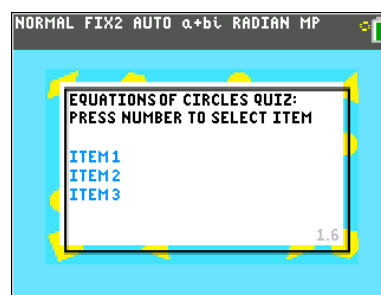 NORMAL FIX2 AUTO a+bi RADIAN MP
EQUATIONS OF CIRCLES QUIZ:
PRESS NUMBER TO SELECT ITEM
ITEM 1
ITEM 2
ITEM 3
1.6